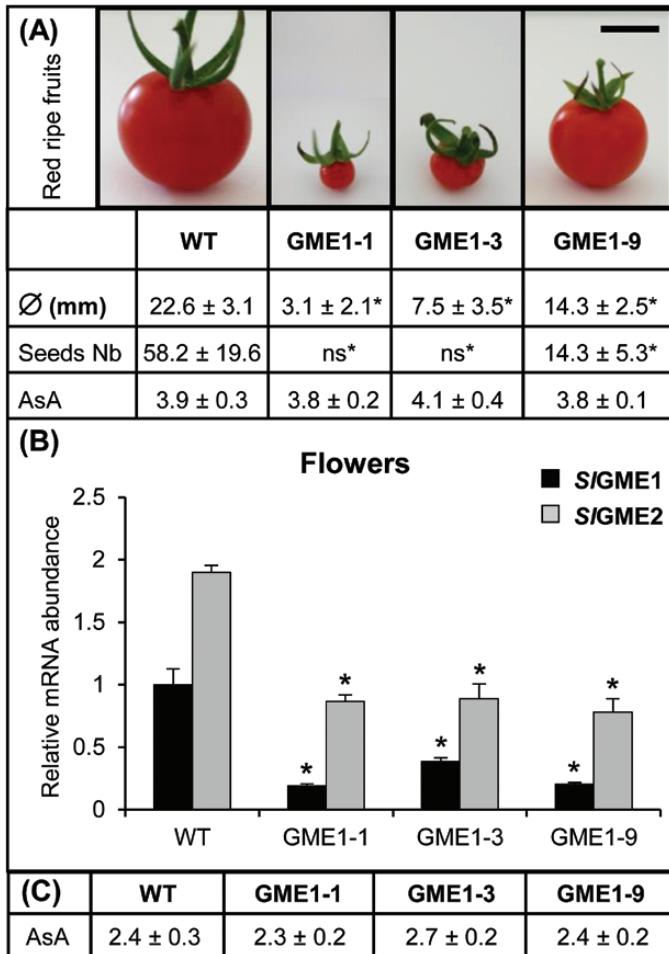 (A)
Red ripe fruits
WT GME1-1 GME1-3 GME1-9
Ø (mm) 22.6 ± 3.1 3.1 ± 2.1* 7.5 ± 3.5* 14.3 ± 2.5*
Seeds Nb 58.2 ± 19.6 ns* ns* 14.3 ± 5.3*
AsA 3.9 ± 0.3 3.8 ± 0.2 4.1 ± 0.4 3.8 ± 0.1
(B)
Flowers
SlGME1
SlGME2
Relative mRNA abundance
2.5
2
1.5
1
0.5
0
* * *
* * *
WT GME1-1 GME1-3 GME1-9
(C) WT GME1-1 GME1-3 GME1-9
AsA 2.4 ± 0.3 2.3 ± 0.2 2.7 ± 0.2 2.4 ± 0.2